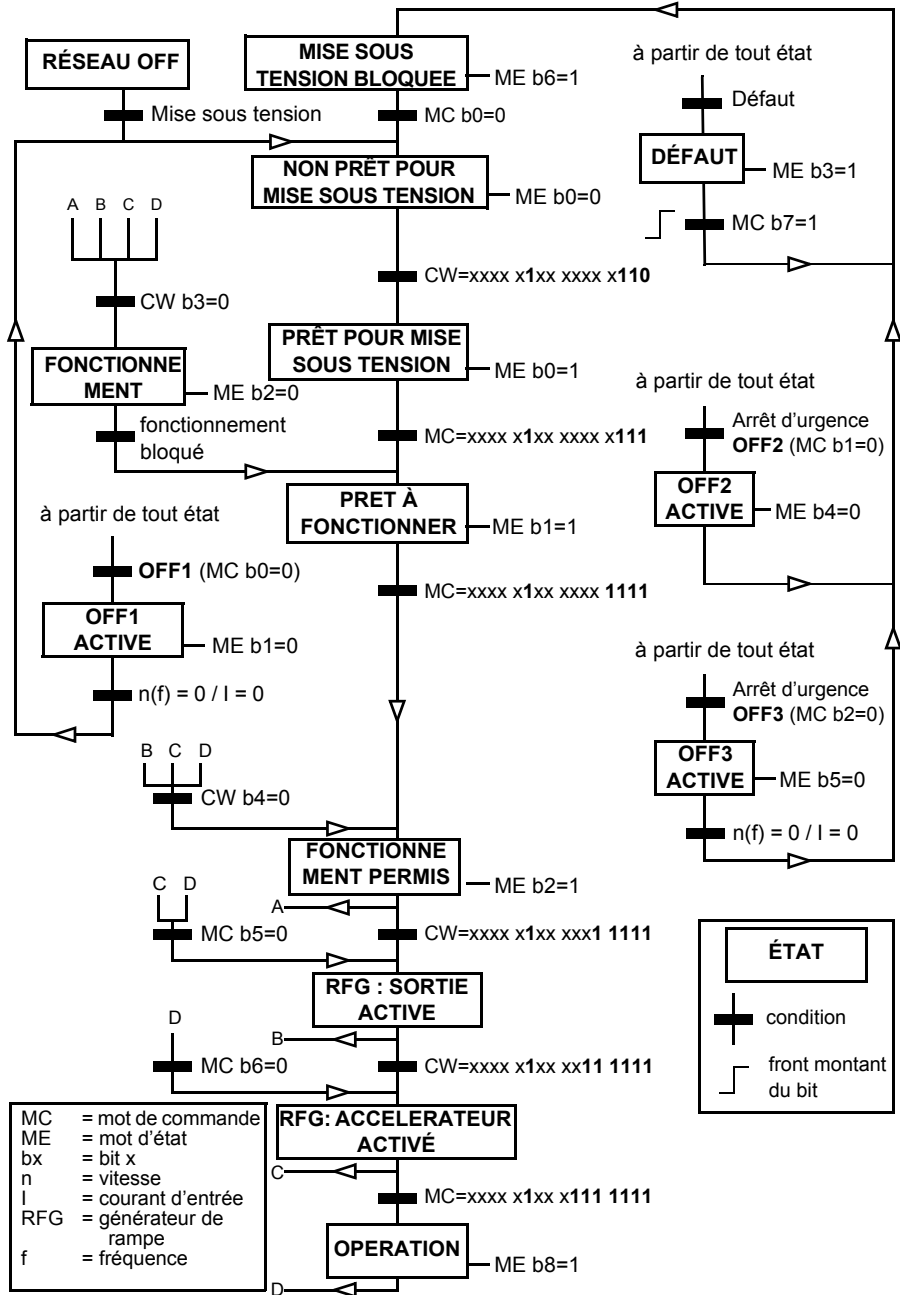 RÉSEAU OFF
Mise sous tension
MISE SOUS
TENSION BLOQUEE
ME b6=1
MC b0=0
à partir de tout état
Défaut
DÉFAUT
ME b3=1
MC b7=1
NON PRÊT POUR
MISE SOUS TENSION
ME b0=0
A B C D
CW b3=0
CW=xxxx x1xx xxxx x110
FONCTIONNE
MENT
ME b2=0
fonctionnement
bloqué
PRÊT POUR MISE
SOUS TENSION
ME b0=1
MC=xxxx x1xx xxxx x111
à partir de tout état
Arrêt d'urgence
OFF2 (MC b1=0)
OFF2
ACTIVE
ME b4=0
PRET À
FONCTIONNER
ME b1=1
MC=xxxx x1xx xxxx 1111
à partir de tout état
OFF1 (MC b0=0)
OFF1
ACTIVE
ME b1=0
n(f) = 0 / I = 0
à partir de tout état
Arrêt d'urgence
OFF3 (MC b2=0)
OFF3
ACTIVE
ME b5=0
n(f) = 0 / I = 0
B C D
CW b4=0
FONCTIONNE
MENT PERMIS
ME b2=1
A
C D
MC b5=0
CW=xxxx x1xx xxx1 1111
RFG : SORTIE
ACTIVE
B
D
MC b6=0
CW=xxxx x1xx xx11 1111
RFG: ACCELERATEUR
ACTIVÉ
C
MC=xxxx x1xx x111 1111
OPERATION
ME b8=1
D
MC = mot de commande
ME = mot d'état
bx = bit x
n = vitesse
I = courant d'entrée
RFG = générateur de
rampe
f = fréquence
ÉTAT
condition
front montant
du bit